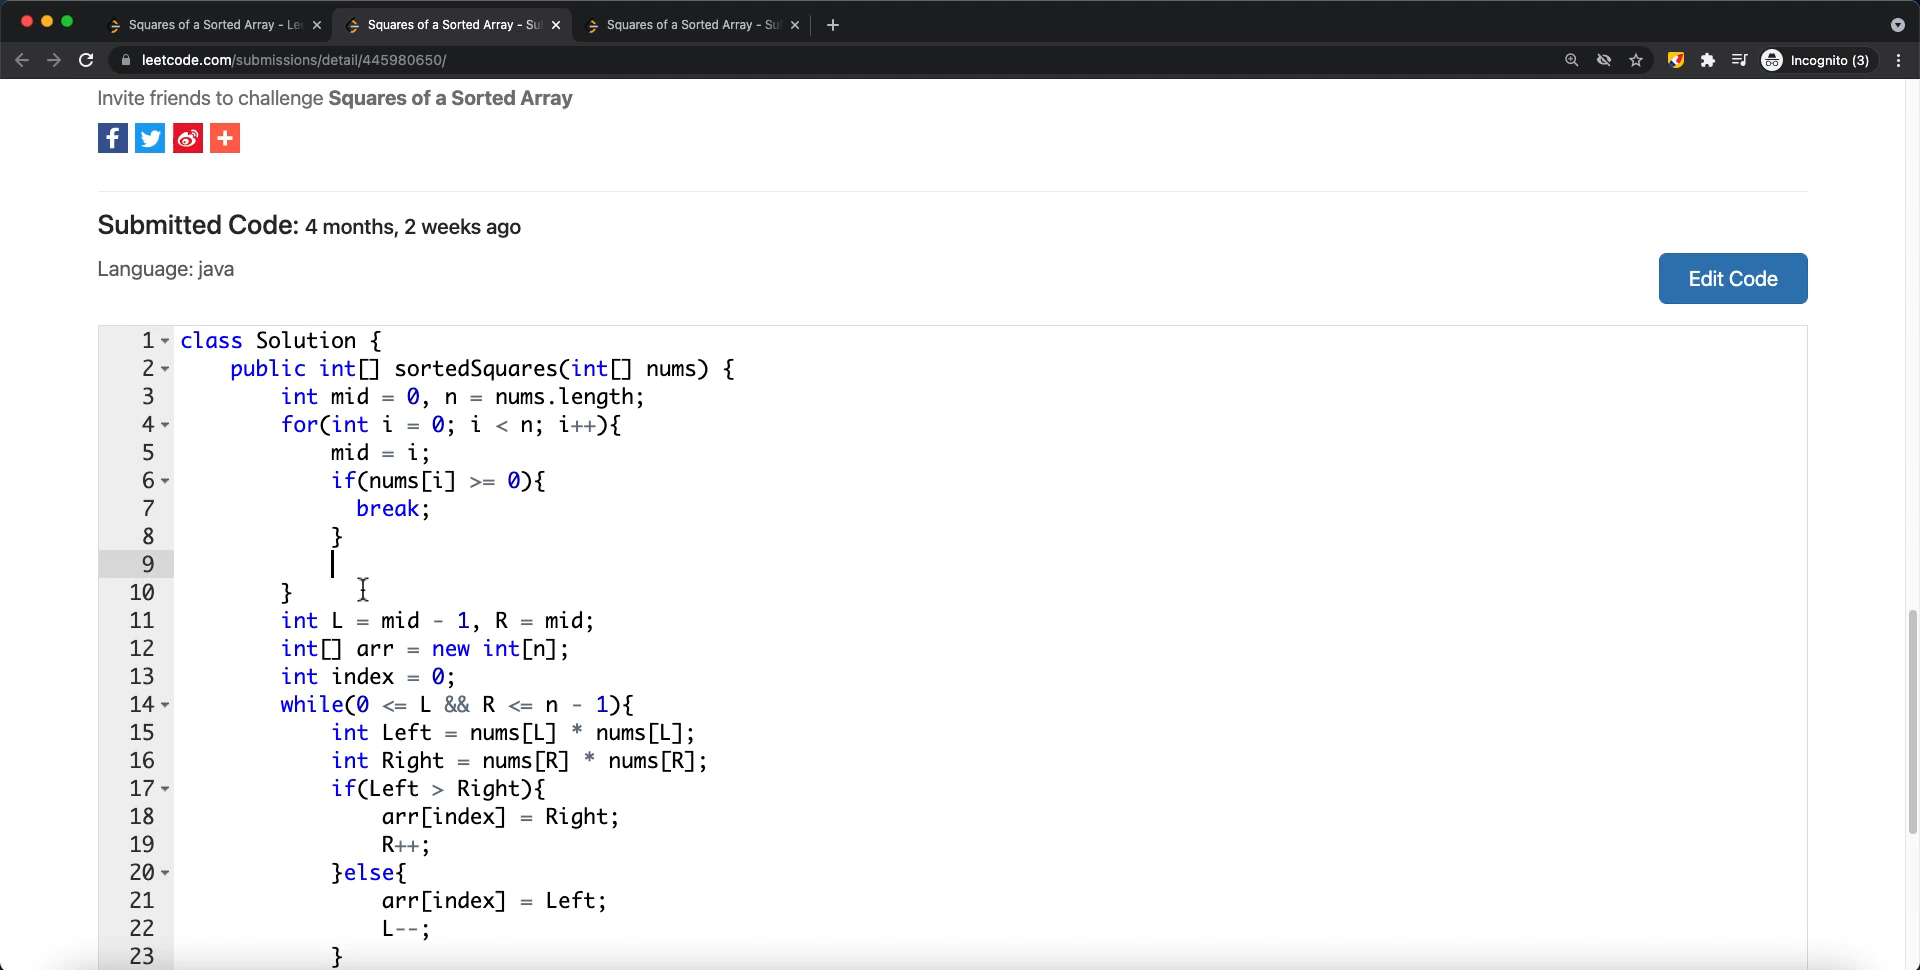 Squares of a Sorted Array - Le
Squares of a Sorted Array - Su
Squares of a Sorted Array - Su
leetcode.com/submissions/detail/445980650/
Incognito (3)
Invite friends to challenge Squares of a Sorted Array
Submitted Code: 4 months, 2 weeks ago
Language: java
Edit Code
1 class Solution {
2 public int[] sortedSquares(int[] nums) {
3 int mid = 0, n = nums.length;
4 for(int i = 0; i < n; i++){
5 mid = i;
6 if(nums[i] >= 0){
7 break;
8 }
9
10 }
11 int L = mid - 1, R = mid;
12 int[] arr = new int[n];
13 int index = 0;
14 while(0 <= L && R <= n - 1){
15 int Left = nums[L] * nums[L];
16 int Right = nums[R] * nums[R];
17 if(Left > Right){
18 arr[index] = Right;
19 R++;
20 }else{
21 arr[index] = Left;
22 L--;
23 }